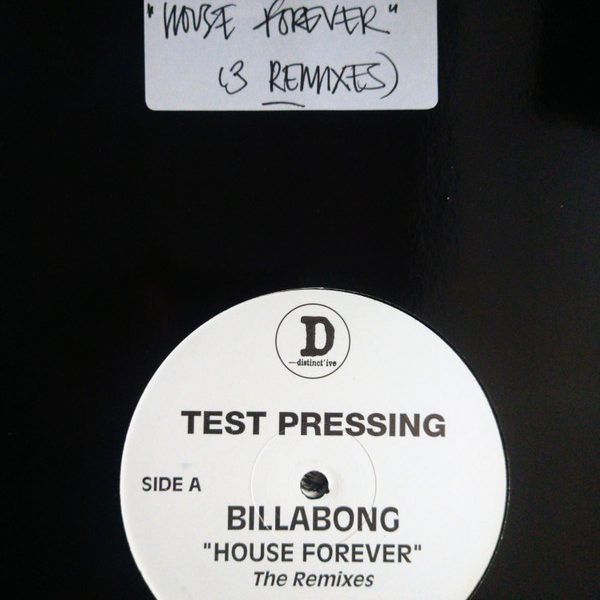 "HOUSE FOREVER"
(3 REMIXES)
D
distinct'ive
TEST PRESSING
SIDE A
BILLABONG
"HOUSE FOREVER"
The Remixes